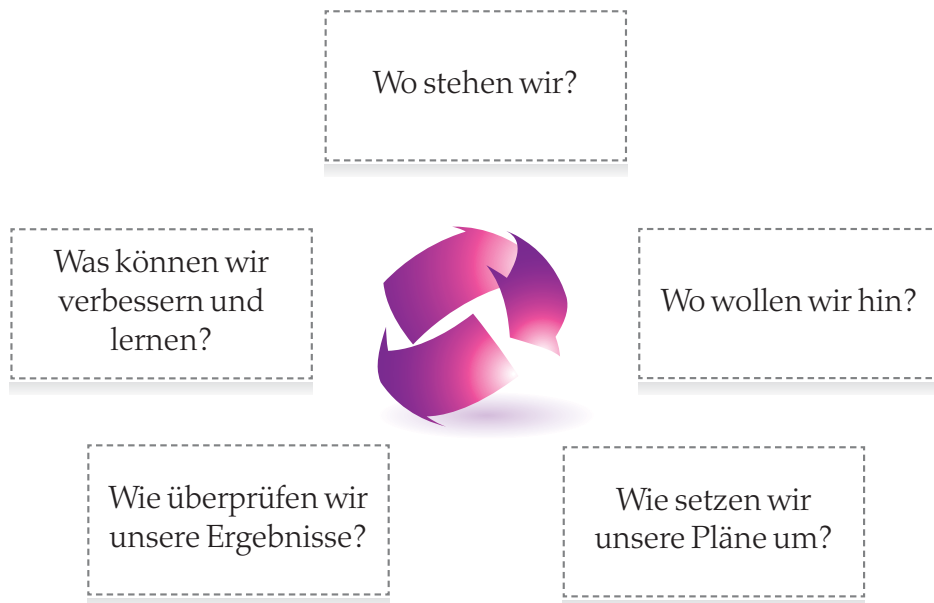 Wo stehen wir?
Wo wollen wir hin?
Wie setzen wir
unsere Pläne um?
Wie überprüfen wir
unsere Ergebnisse?
Was können wir
verbessern und
lernen?